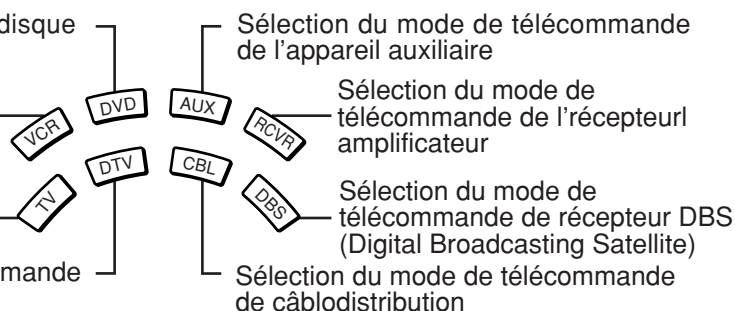 disque
Sélection du mode de télécommande
de l'appareil auxiliaire
DVD
AUX
VCR
RCVR
Sélection du mode de
télécommande de l'récepteurl
amplificateur
DTV
CBL
TV
DBS
Sélection du mode de
télécommande de récepteur DBS
(Digital Broadcasting Satellite)
mande
Sélection du mode de télécommande
de câblodistribution